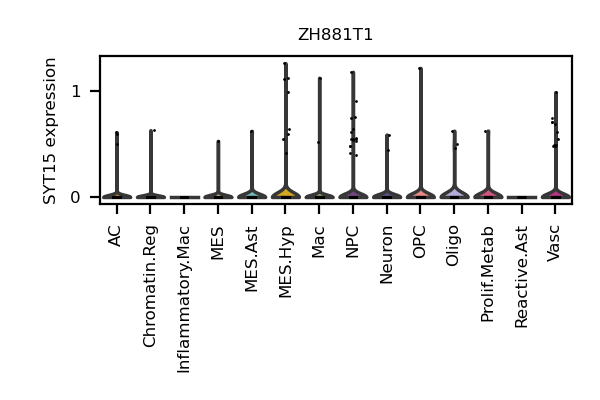 ZH881T1
SYT15 expression
1
0
AC
Chromatin.Reg
Inflammatory.Mac
MES
MES.Ast
MES.Hyp
Mac
NPC
Neuron
OPC
Oligo
Prolif.Metab
Reactive.Ast
Vasc